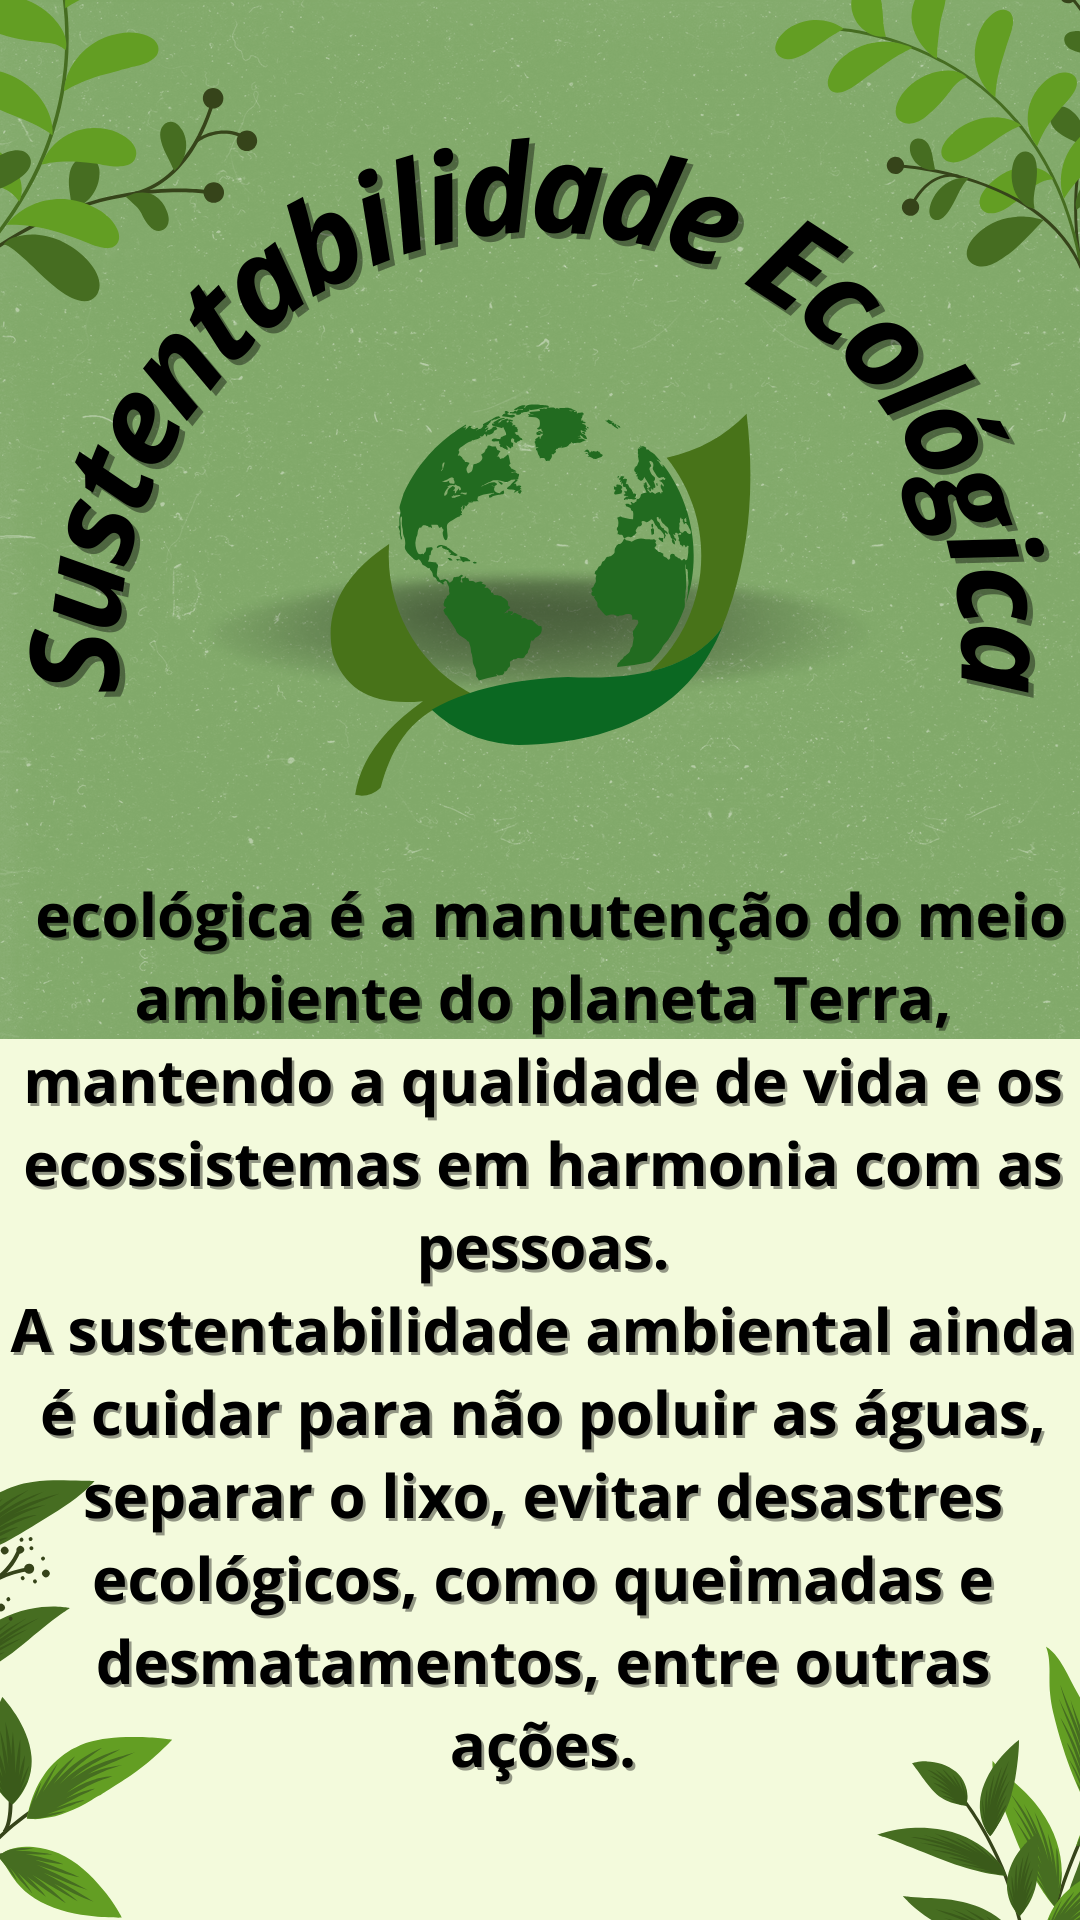 Sustentabilidade Ecológica
ecológica é a manutenção do meio
ambiente do planeta Terra,
mantendo a qualidade de vida e os
ecossistemas em harmonia com as
pessoas.
A sustentabilidade ambiental ainda
é cuidar para não poluir as águas,
separar o lixo, evitar desastres
ecológicos, como queimadas e
desmatamentos, entre outras
ações.